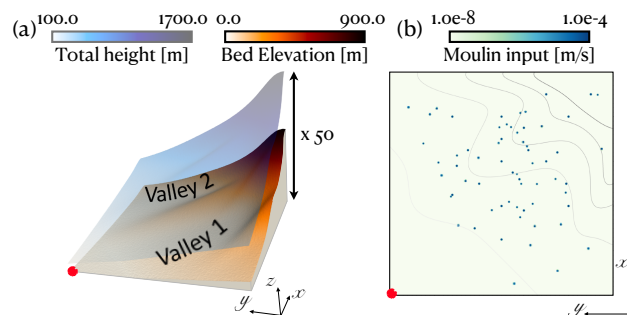 100.0 1700.0 0.0 900.0 1.0e-8 1.0e-4
(a) Total height [m] Bed Elevation [m] (b) Moulin input [m/s]
x 50
Valley 2
Valley 1
z
x
y
x
y